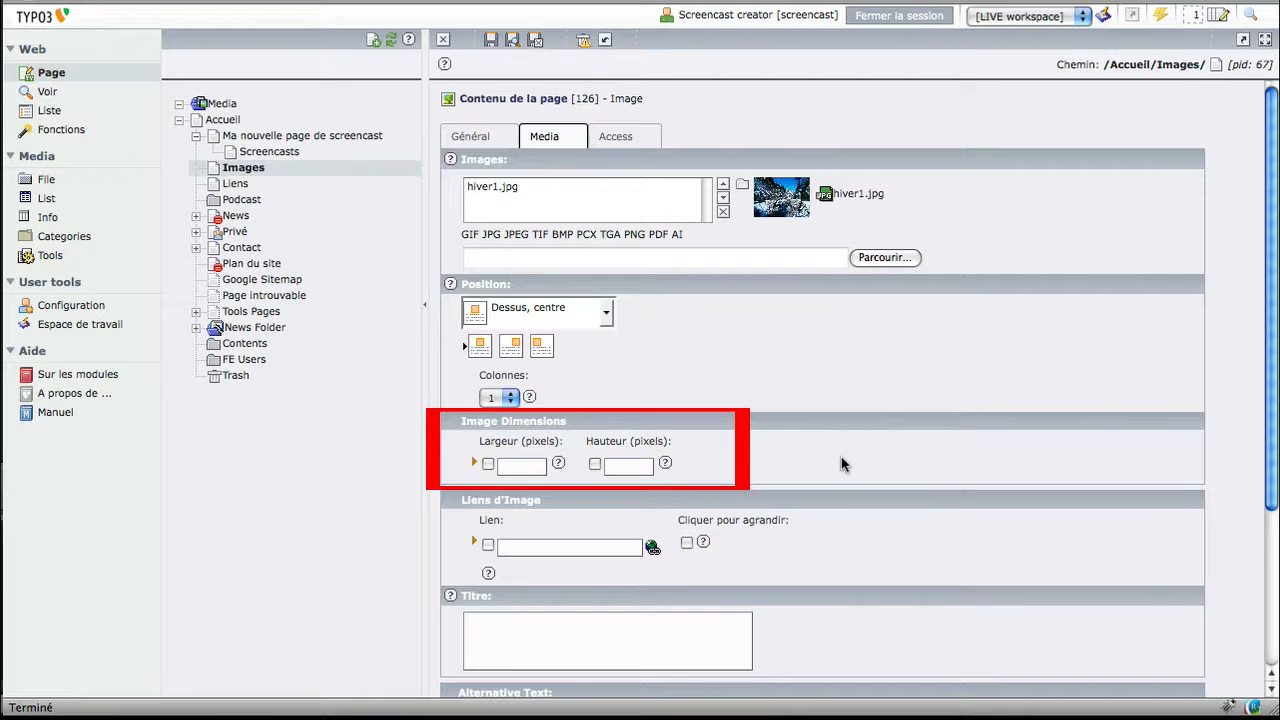 TYPO3
Screencast creator [screencast]
Fermer la session
[LIVE workspace]
1
Web
Page
Voir
Liste
Fonctions
Media
File
List
Info
Categories
Tools
User tools
Configuration
Espace de travail
Aide
Sur les modules
A propos de ...
Manuel
Media
Accueil
Ma nouvelle page de screencast
Screencasts
Images
Liens
Podcast
News
Privé
Contact
Plan du site
Google Sitemap
Page introuvable
Tools Pages
News Folder
Contents
FE Users
Trash
Chemin: /Accueil/Images/ [pid: 67]
Contenu de la page [126] - Image
Général
Media
Access
Images:
hiver1.jpg
JPG
hiver1.jpg
GIF JPG JPEG TIF BMP PCX TGA PNG PDF AI
Parcourir...
Position:
Dessus, centre
Colonnes:
1
Image Dimensions
Largeur (pixels): Hauteur (pixels):
Liens d'Image
Lien: Cliquer pour agrandir:
Titre:
Alternative Text:
Terminé